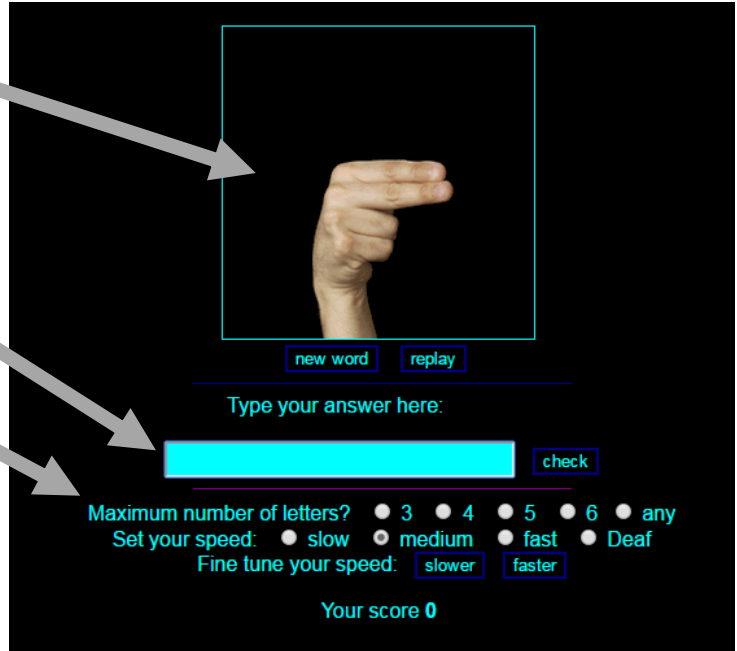 new word replay
Type your answer here:
check
Maximum number of letters? 3 4 5 6 any
Set your speed: slow medium fast Deaf
Fine tune your speed: slower faster
Your score 0